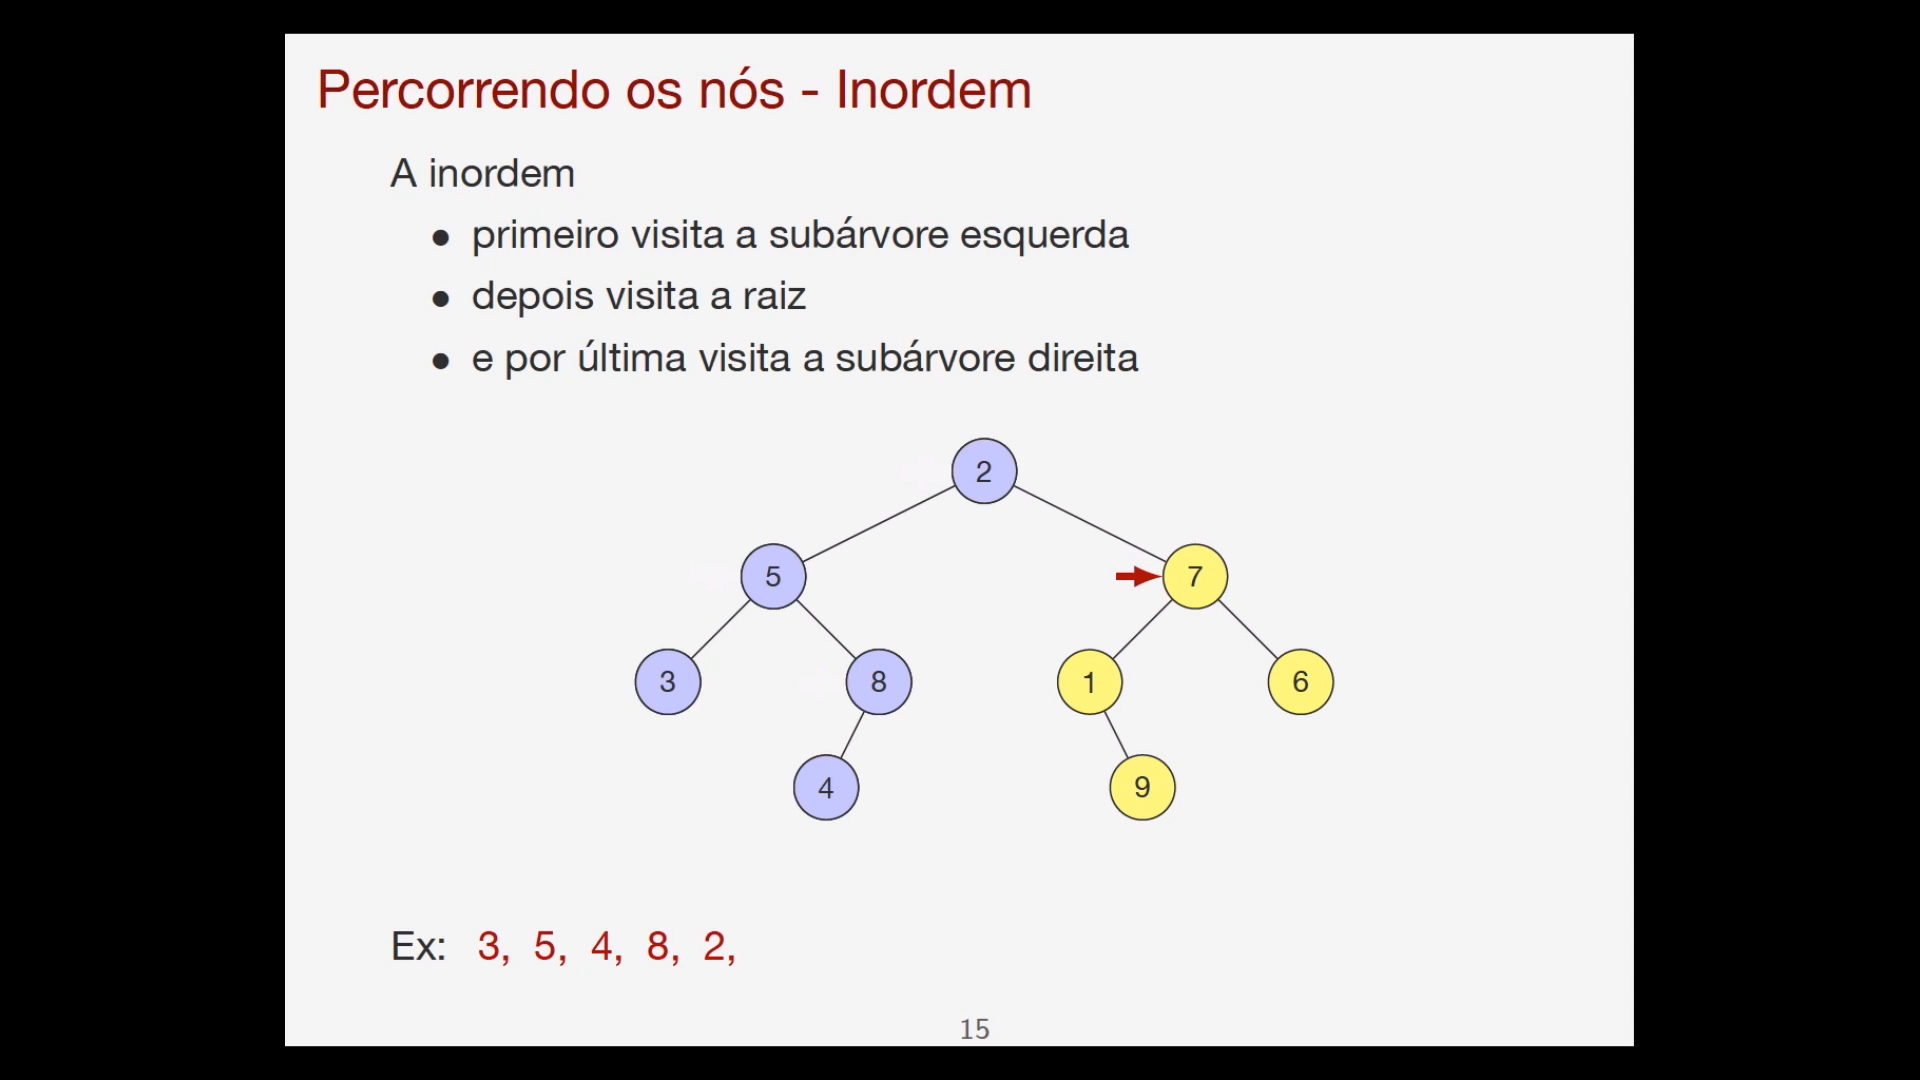 Percorrendo os nós - Inordem
A inordem
• primeiro visita a subárvore esquerda
• depois visita a raiz
• e por última visita a subárvore direita
2
5 7
3 8 1 6
4 9
Ex: 3, 5, 4, 8, 2,
15